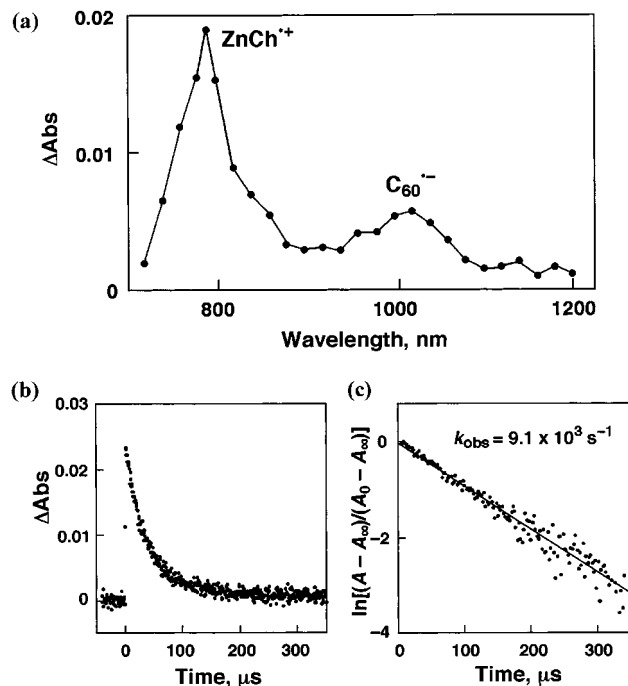 (a)
0.02
0.01
0
ΔAbs
ZnCh•+
C60•−
800
1000
1200
Wavelength, nm
(b)
0.03
0.02
0.01
0
ΔAbs
0
100
200
300
Time, μs
(c)
0
−2
−4
ln[(A − A∞)/(A0 − A∞)]
kobs = 9.1 x 10³ s⁻¹
0
100
200
300
Time, μs